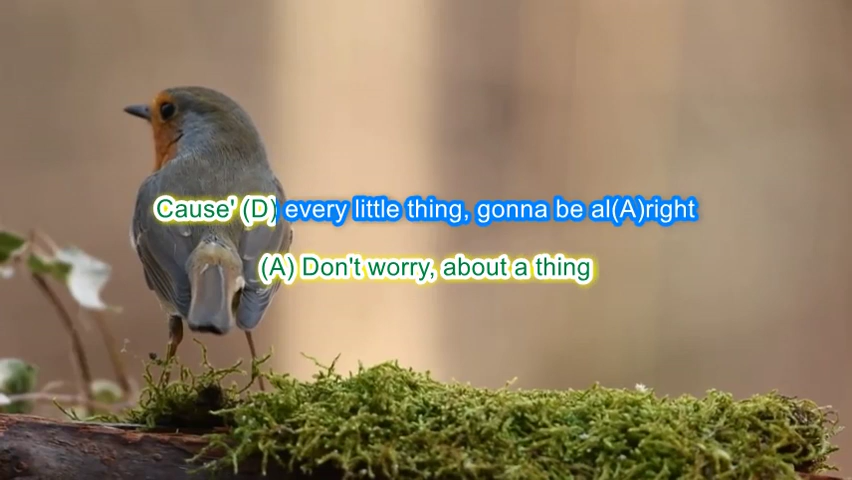 Cause' (D) every little thing, gonna be al(A)right
(A) Don't worry, about a thing